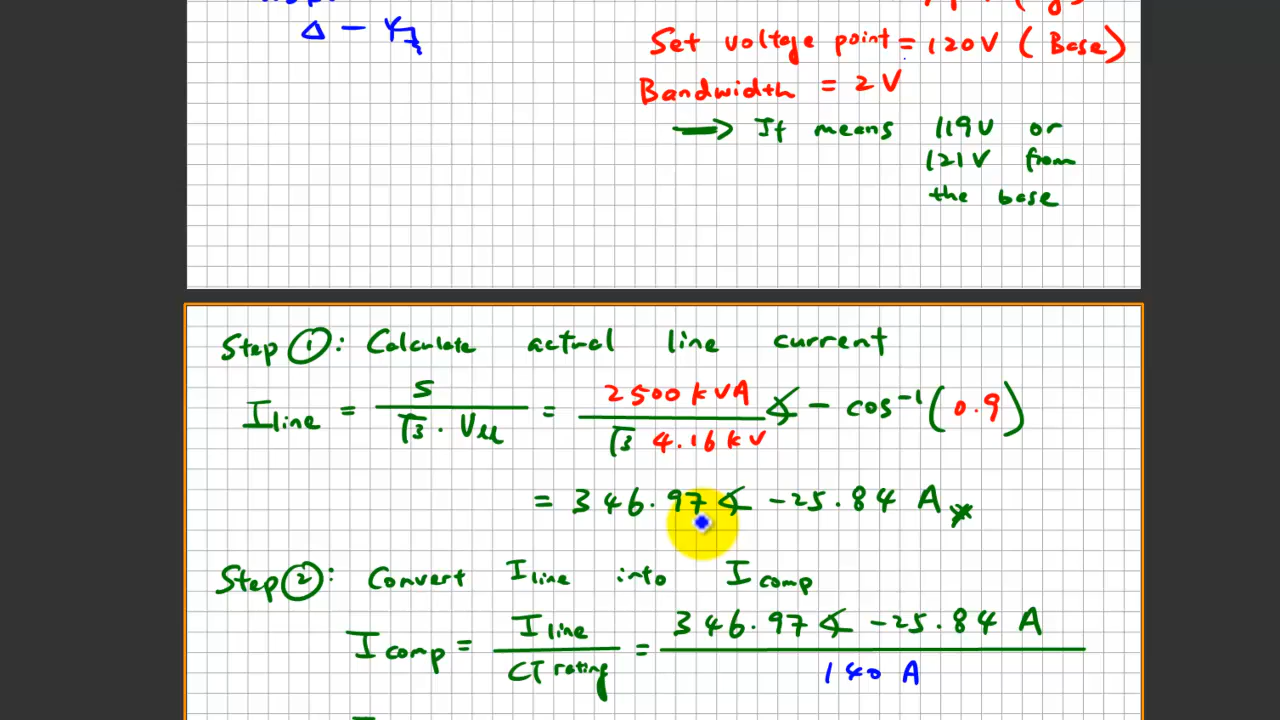 Δ - Y
Set voltage point = 120V (Base)
Bandwidth = 2V
→ It means 119V or
121V from
the base
Step ①: Calculate actual line current
Iline = S / √3 · VLL = 2500 kVA / √3 4.16 kV ∡ - cos⁻¹(0.9)
= 346.97 ∡ -25.84 A *
Step ②: Convert Iline into Icomp
Icomp = Iline / CT rating = 346.97 ∡ -25.84 A / 140 A